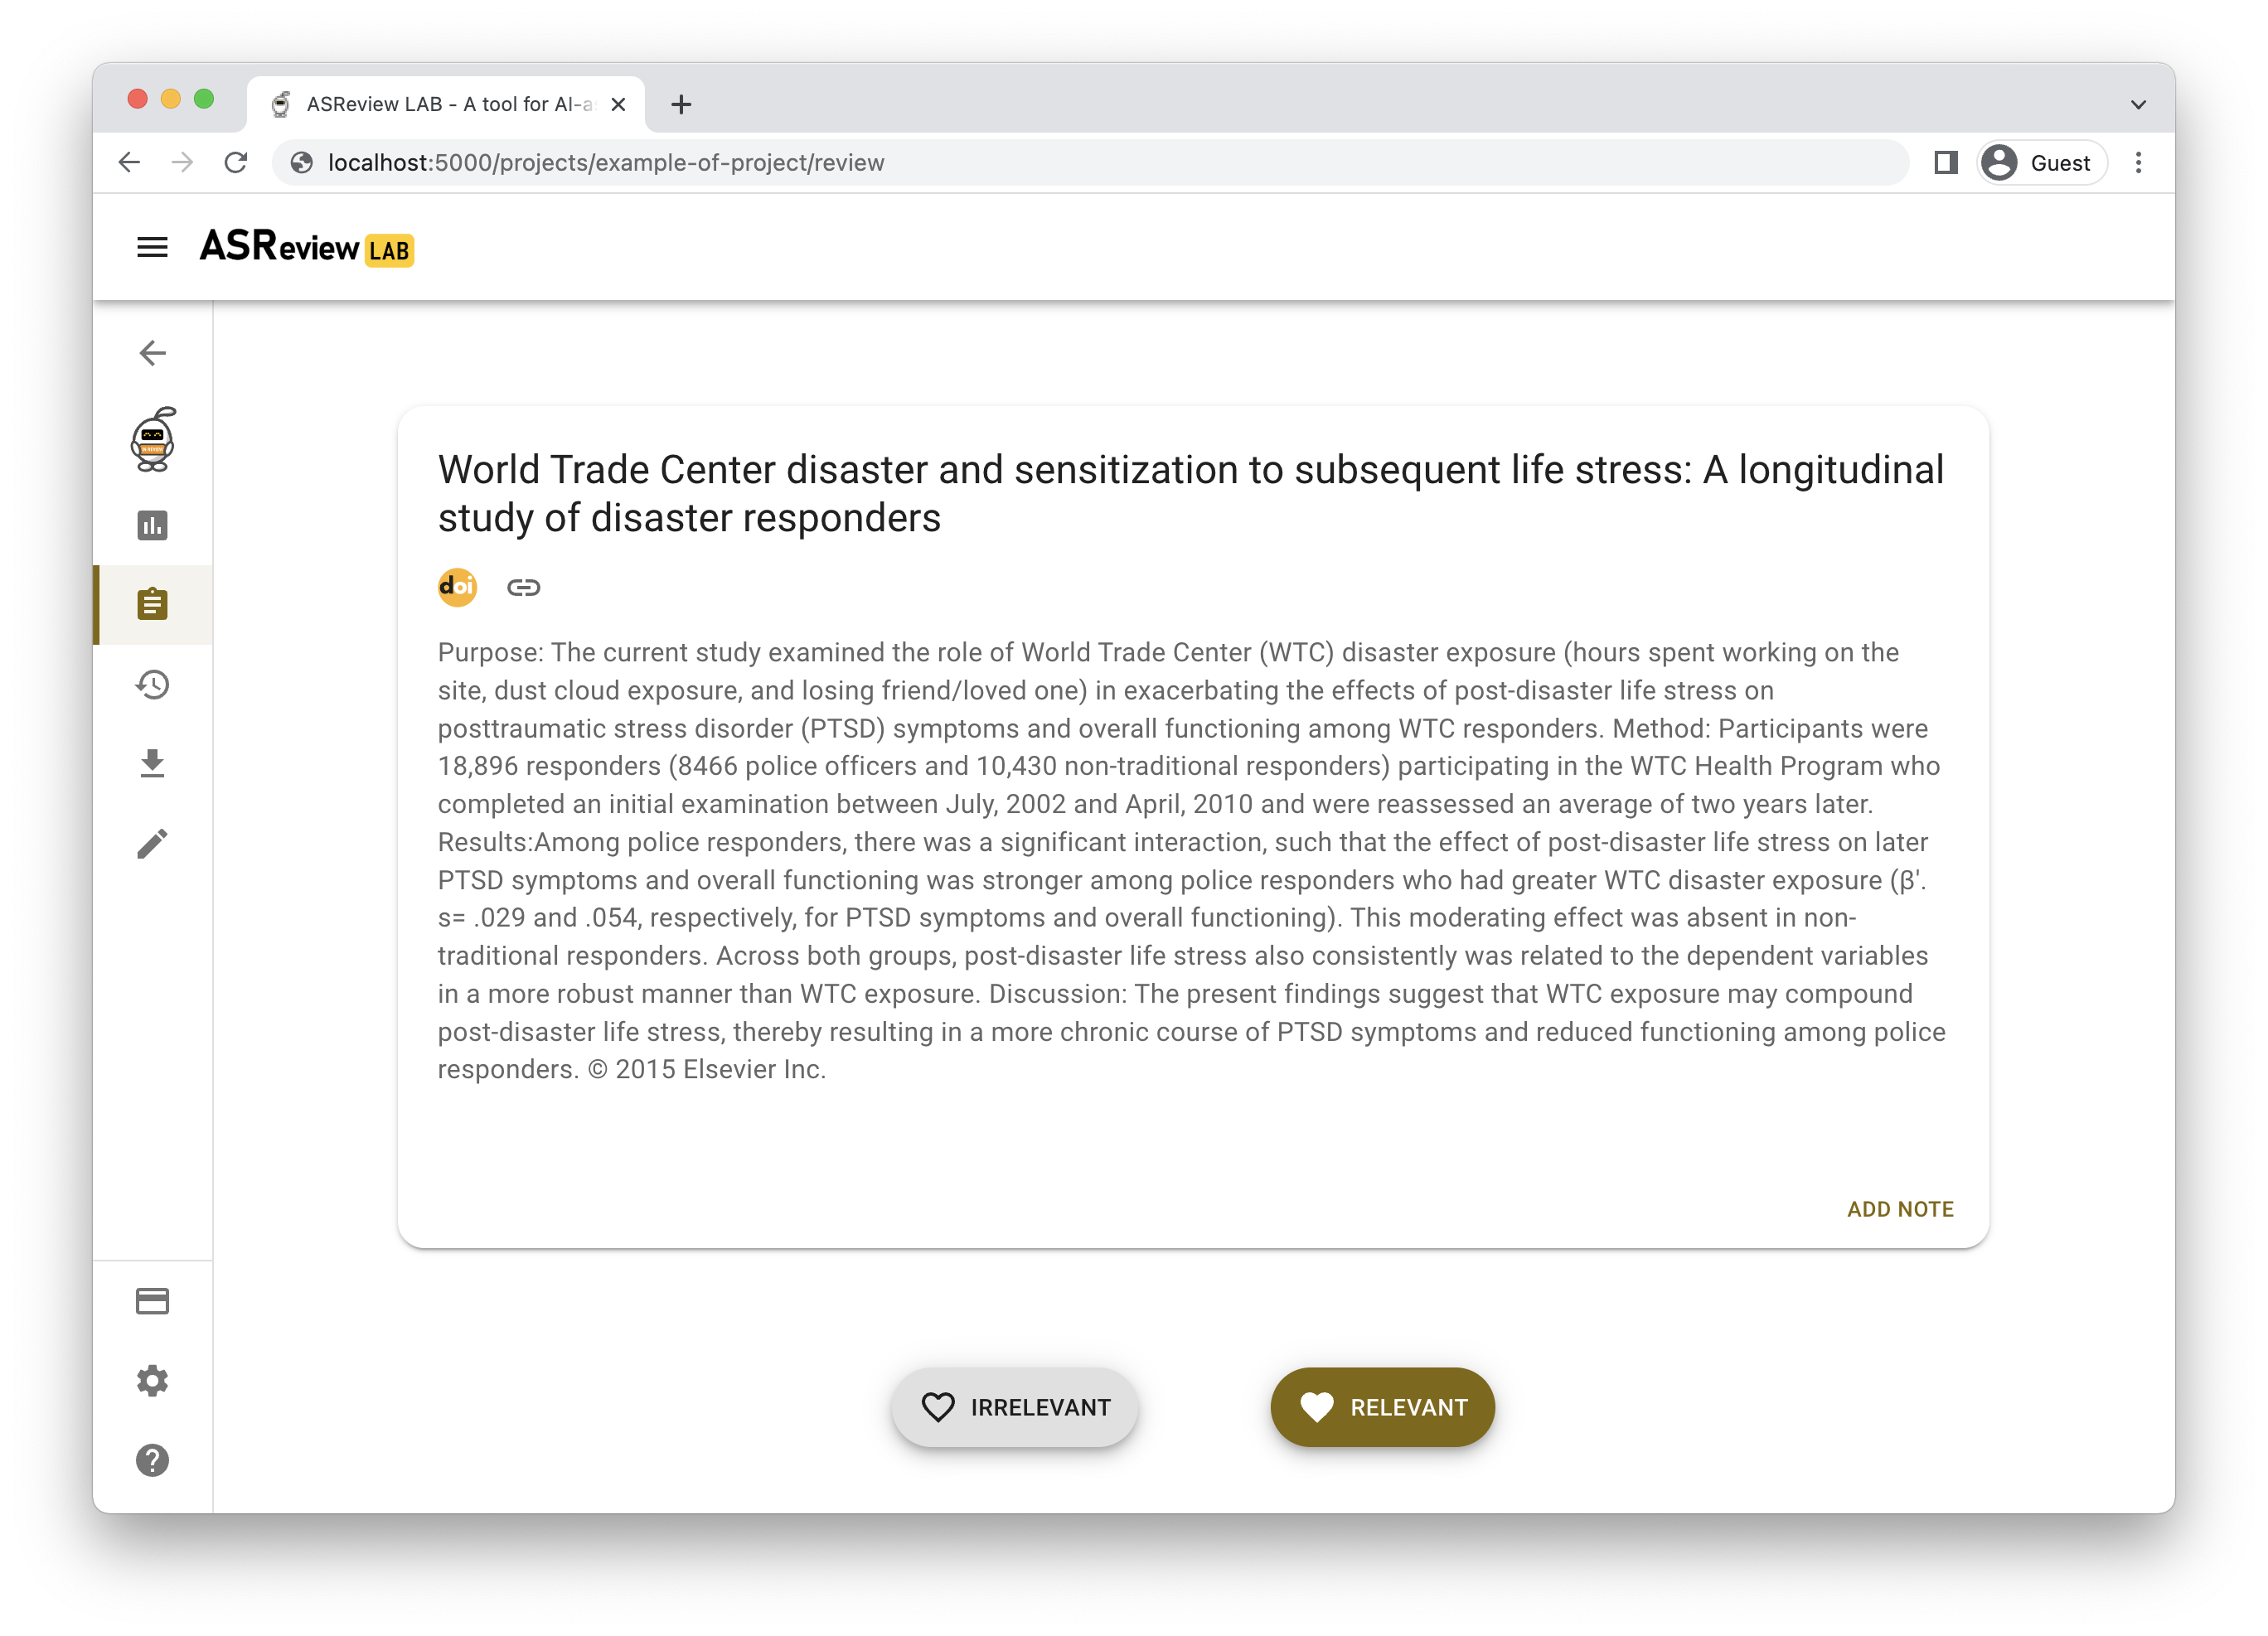 ASReview LAB - A tool for AI-a
localhost:5000/projects/example-of-project/review
Guest
ASReview LAB
World Trade Center disaster and sensitization to subsequent life stress: A longitudinal
study of disaster responders
doi
Purpose: The current study examined the role of World Trade Center (WTC) disaster exposure (hours spent working on the
site, dust cloud exposure, and losing friend/loved one) in exacerbating the effects of post-disaster life stress on
posttraumatic stress disorder (PTSD) symptoms and overall functioning among WTC responders. Method: Participants were
18,896 responders (8466 police officers and 10,430 non-traditional responders) participating in the WTC Health Program who
completed an initial examination between July, 2002 and April, 2010 and were reassessed an average of two years later.
Results:Among police responders, there was a significant interaction, such that the effect of post-disaster life stress on later
PTSD symptoms and overall functioning was stronger among police responders who had greater WTC disaster exposure (β'.
s= .029 and .054, respectively, for PTSD symptoms and overall functioning). This moderating effect was absent in non-
traditional responders. Across both groups, post-disaster life stress also consistently was related to the dependent variables
in a more robust manner than WTC exposure. Discussion: The present findings suggest that WTC exposure may compound
post-disaster life stress, thereby resulting in a more chronic course of PTSD symptoms and reduced functioning among police
responders. © 2015 Elsevier Inc.
ADD NOTE
IRRELEVANT
RELEVANT